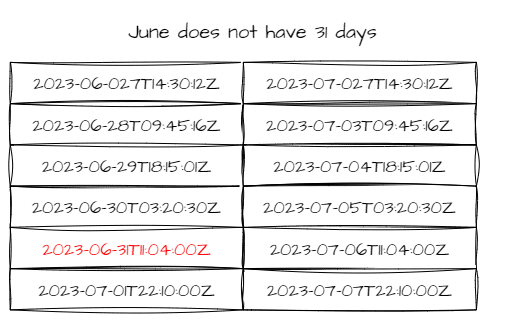 June does not have 31 days
2023-06-027T14:30:12Z 2023-07-027T14:30:12Z
2023-06-28T09:45:16Z 2023-07-03T09:45:16Z
2023-06-29T18:15:01Z 2023-07-04T18:15:01Z
2023-06-30T03:20:30Z 2023-07-05T03:20:30Z
2023-06-31T11:04:00Z 2023-07-06T11:04:00Z
2023-07-01T22:10:00Z 2023-07-07T22:10:00Z